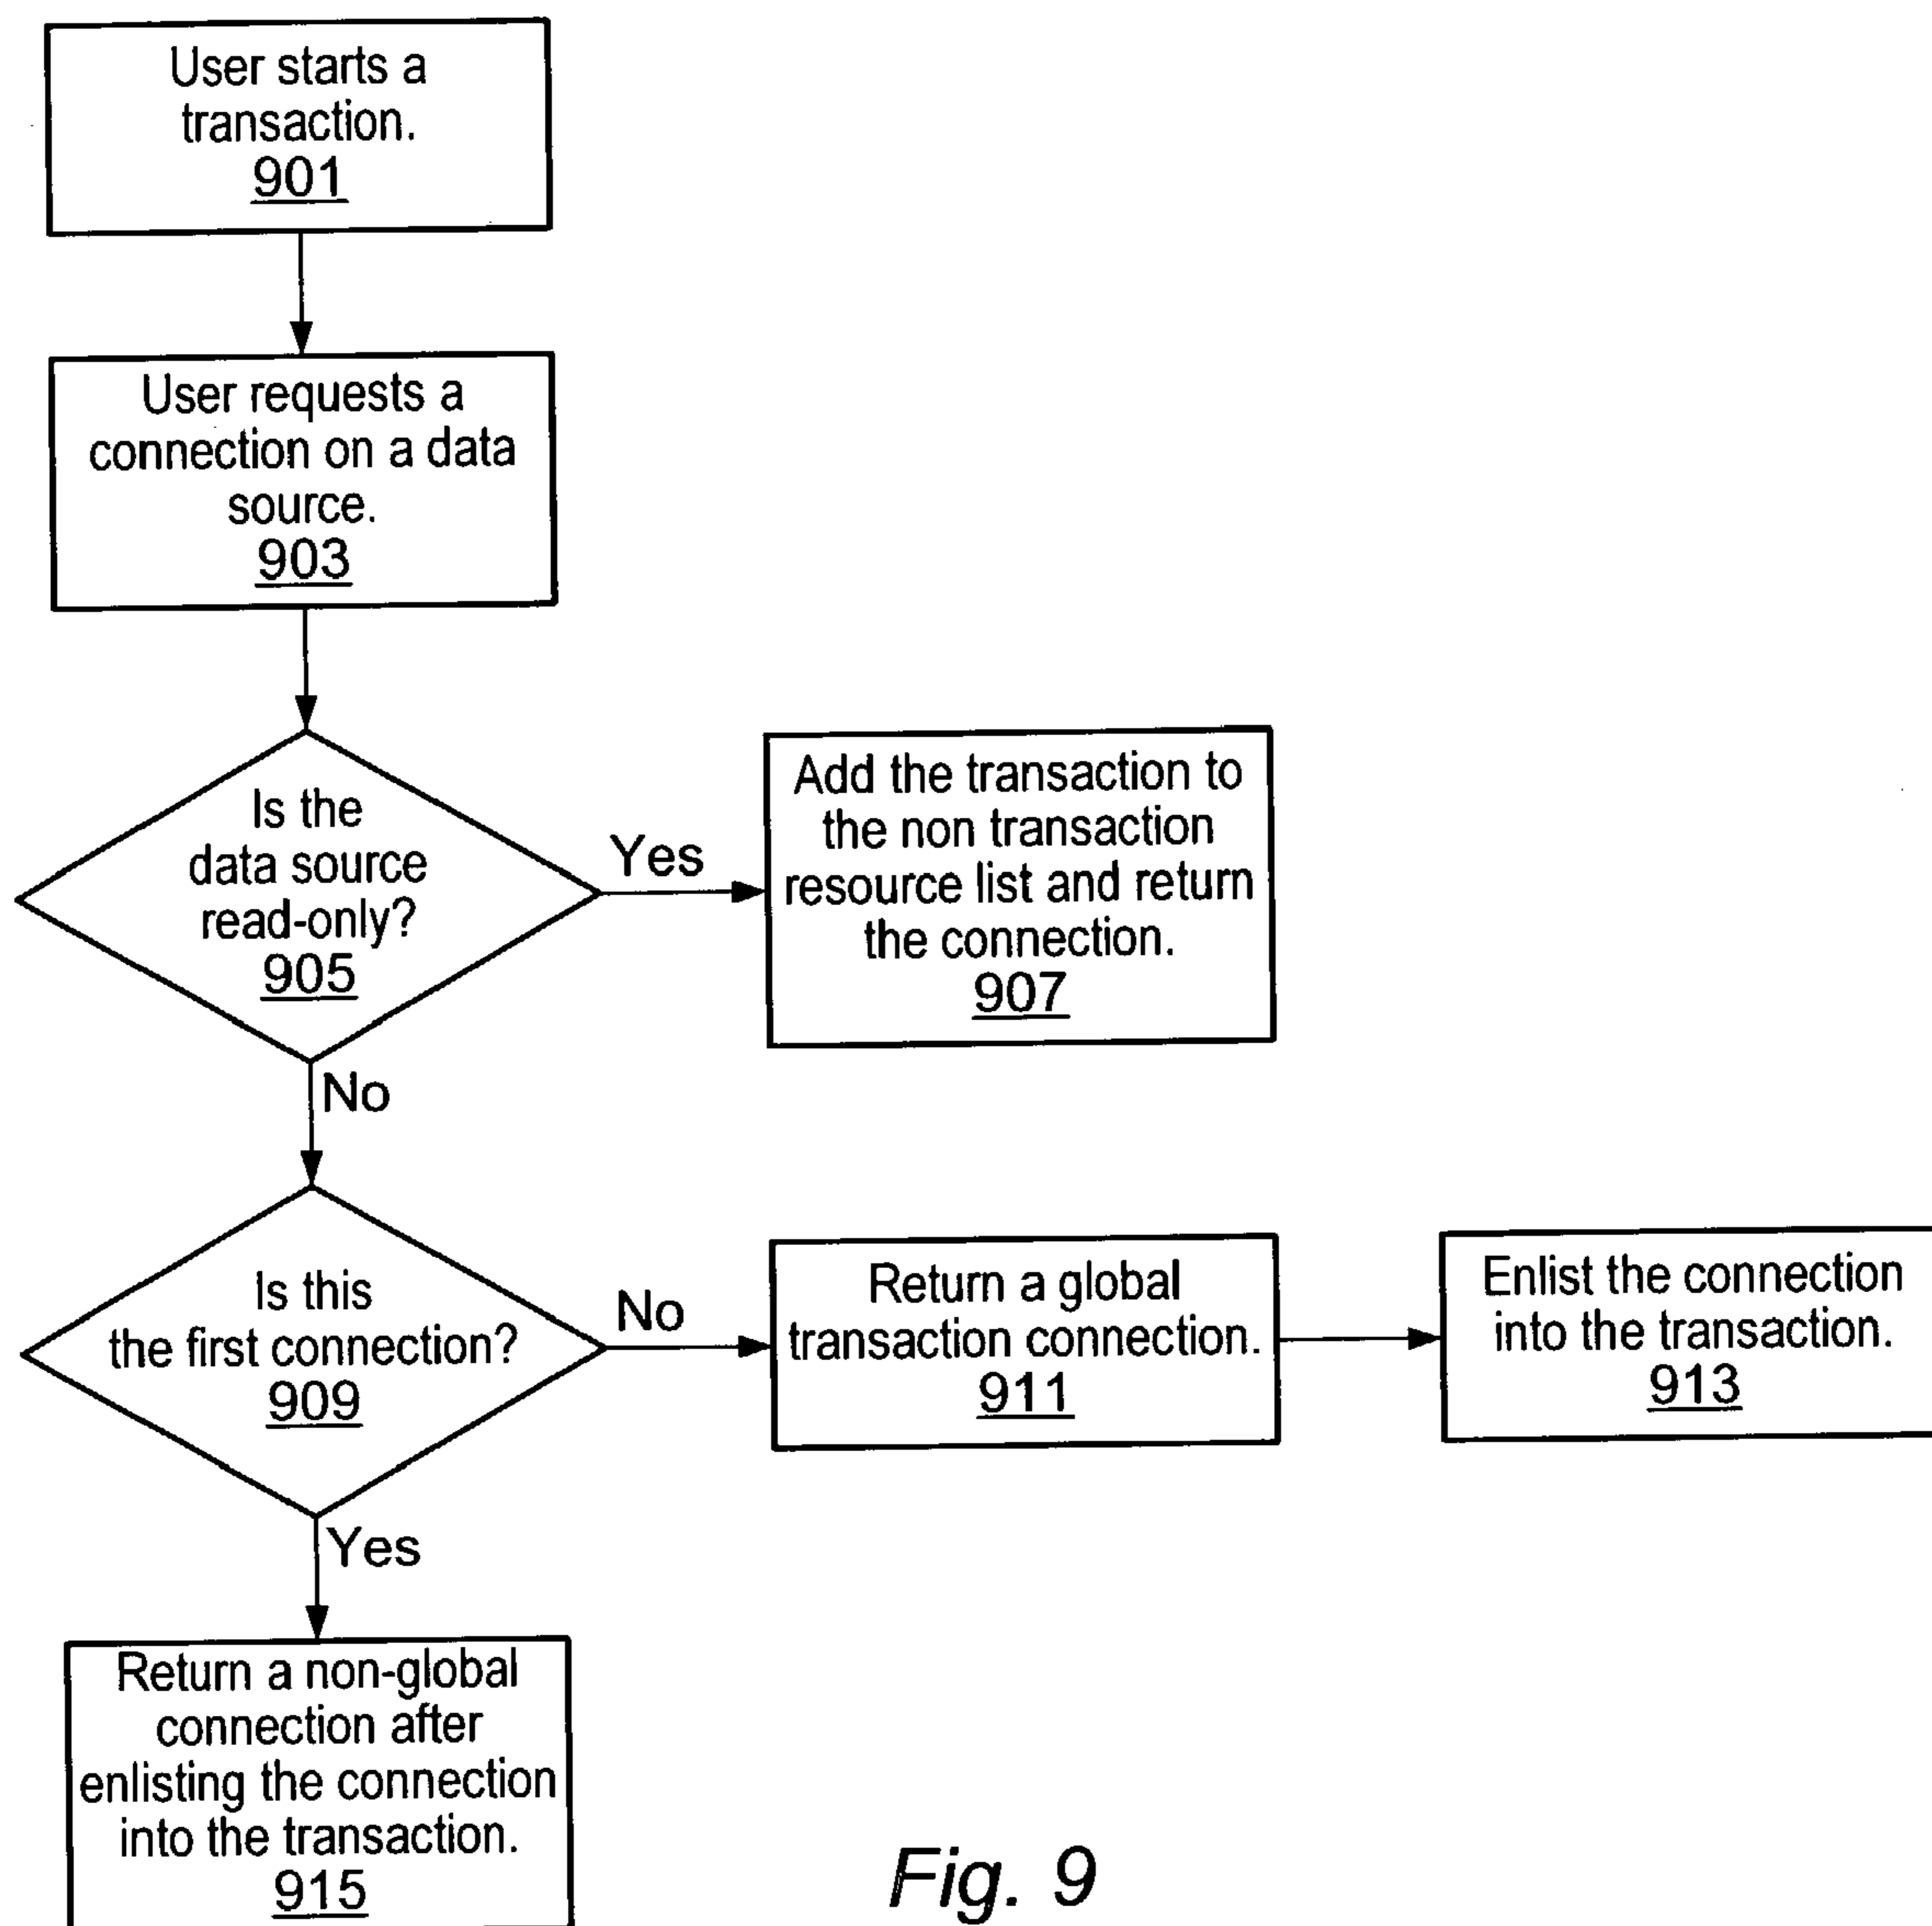 User starts a
transaction.
901
User requests a
connection on a data
source.
903
Is the
data source
read-only?
905
Yes
Add the transaction to
the non transaction
resource list and return
the connection.
907
No
Is this
the first connection?
909
No
Return a global
transaction connection.
911
Enlist the connection
into the transaction.
913
Yes
Return a non-global
connection after
enlisting the connection
into the transaction.
915
Fig. 9